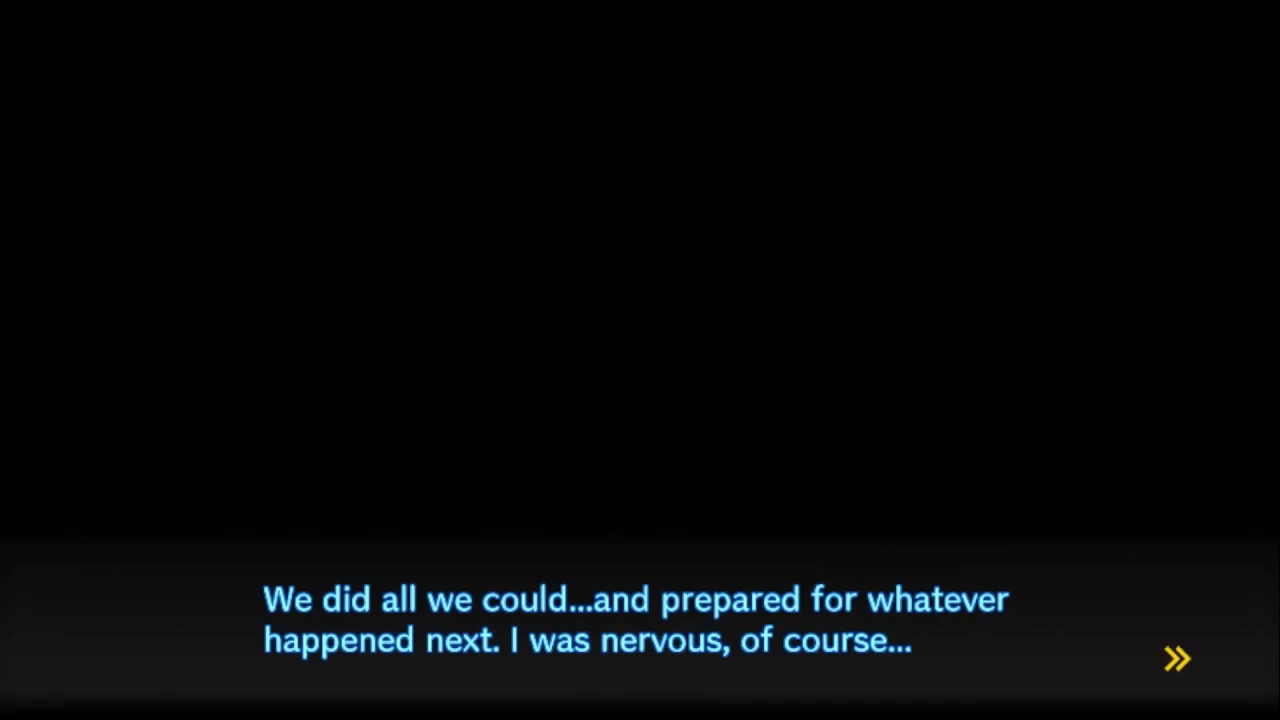 We did all we could...and prepared for whatever
happened next. I was nervous, of course...